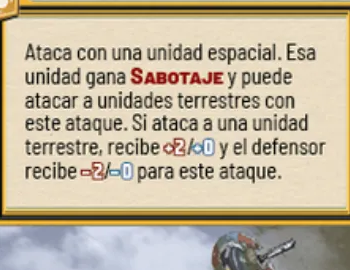 Ataca con una unidad espacial. Esa
unidad gana SABOTAJE y puede
atacar a unidades terrestres con
este ataque. Si ataca a una unidad
terrestre, recibe +2/+0 y el defensor
recibe -2/-0 para este ataque.